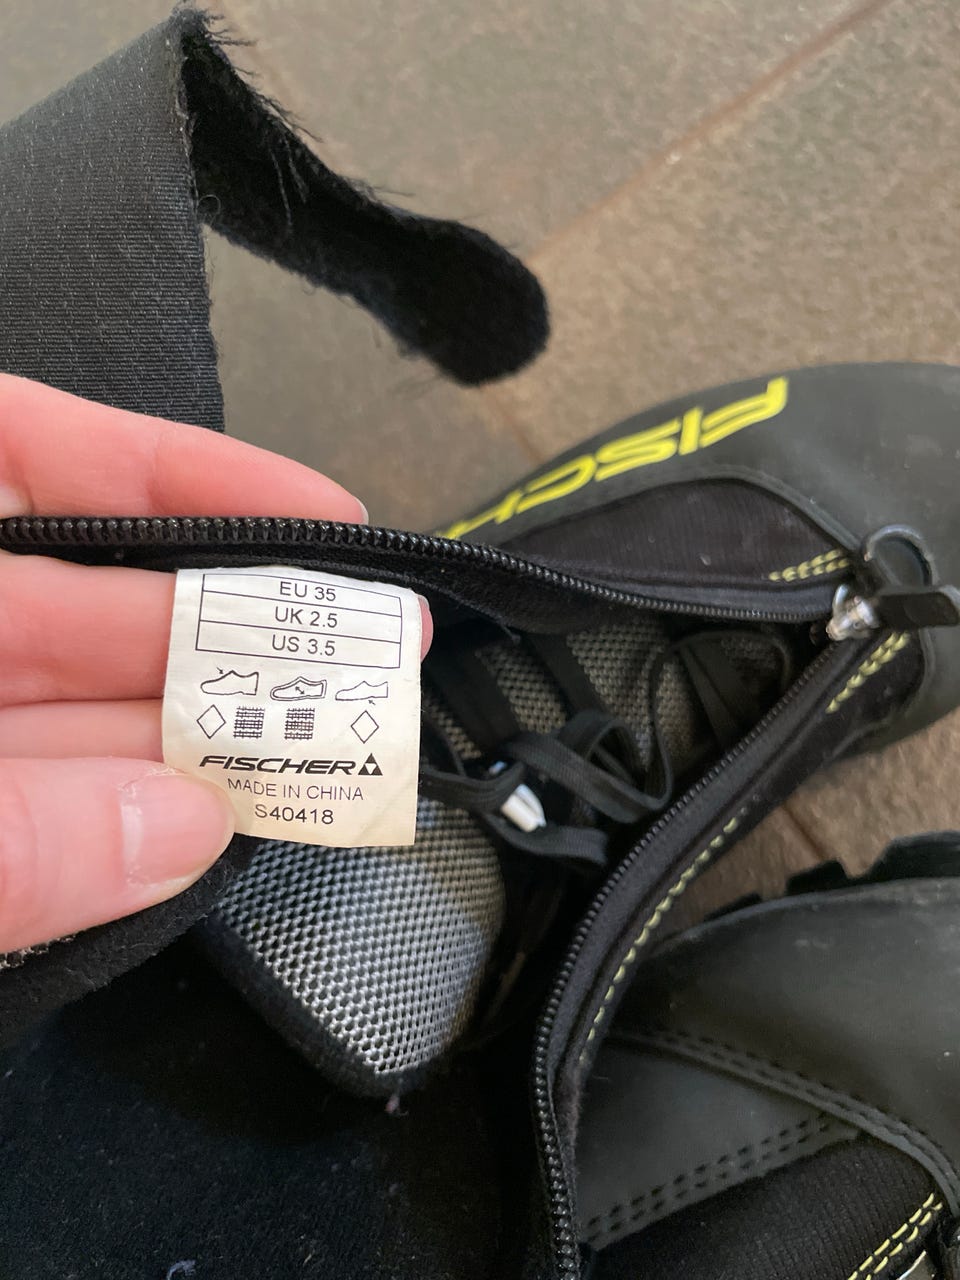 FISCH
EU 35
UK 2.5
US 3.5
FISCHER
MADE IN CHINA
S40418